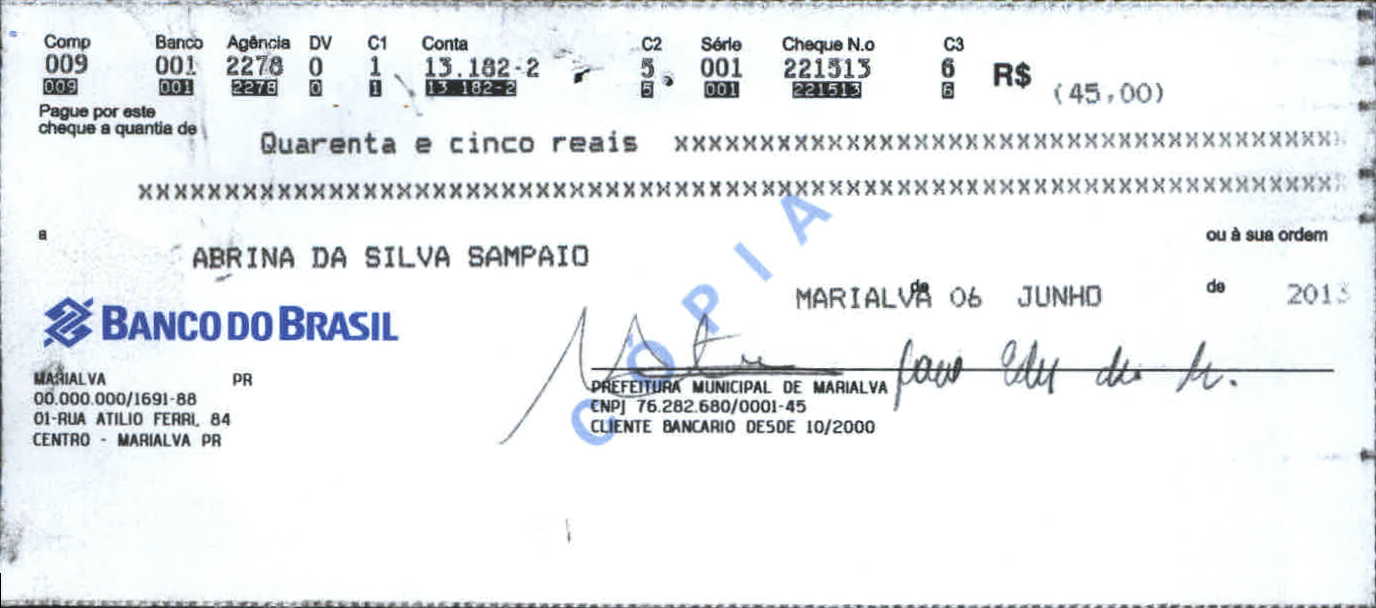 Comp Banco Agência DV C1 Conta C2 Série Cheque N.o C3
009 001 2278 0 1 13.182-2 5 001 221513 6 R$ (45,00)
009 001 2278 0 1 13 182-2 5 001 221513 6
Pague por este
cheque a quantia de
Quarenta e cinco reais xxxxxxxxxxxxxxxxxxxxxxxxxxxxxxxxxxxxxxx
xxxxxxxxxxxxxxxxxxxxxxxxxxxxxxxxxxxxxxxxxxxxxxxxxxxxxxxxxxxxxxxxxxxxxx
a
ou à sua ordem
ABRINA DA SILVA SAMPAIO
MARIALVA de 06 JUNHO de 2013
BANCO DO BRASIL
MARIALVA PR
00.000.000/1691-88
01-RUA ATILIO FERRI, 84
CENTRO - MARIALVA PR
PREFEITURA MUNICIPAL DE MARIALVA
CNPJ 76.282.680/0001-45
CLIENTE BANCARIO DESDE 10/2000
CÓPIA